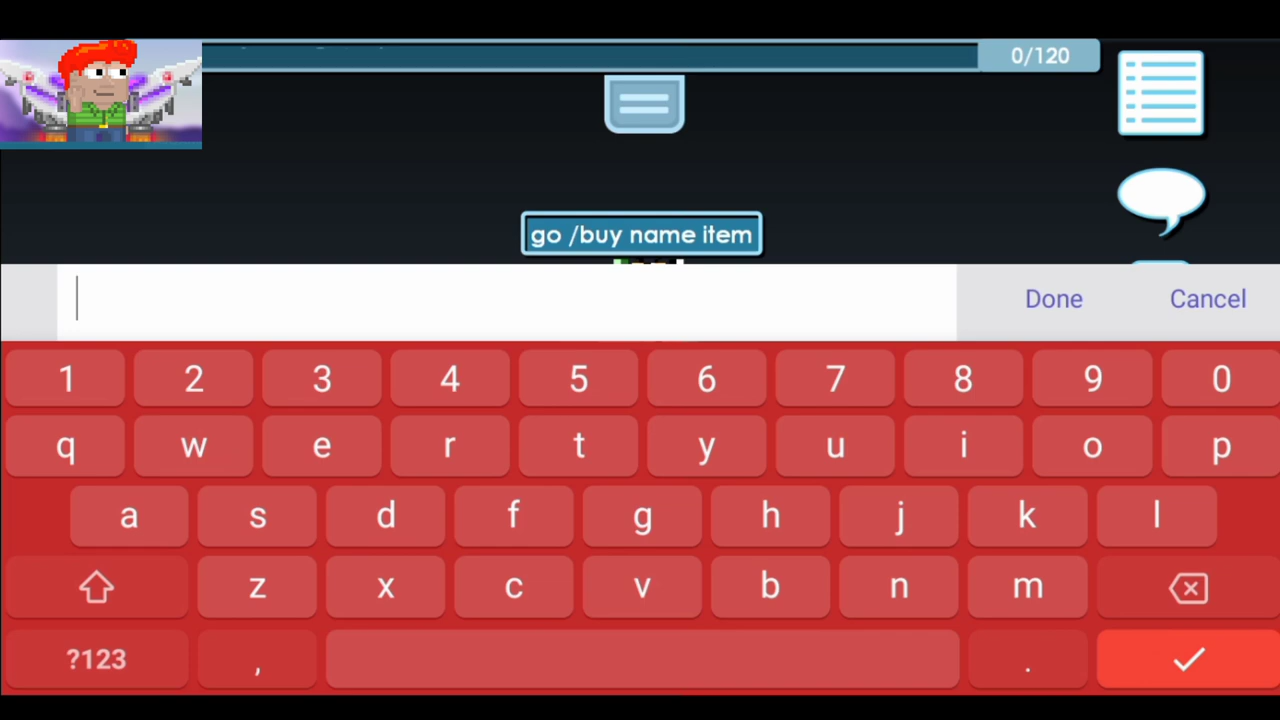 0/120
go /buy name item
Done Cancel
1 2 3 4 5 6 7 8 9 0
q w e r t y u i o p
a s d f g h j k l
z x c v b n m
?123 , .